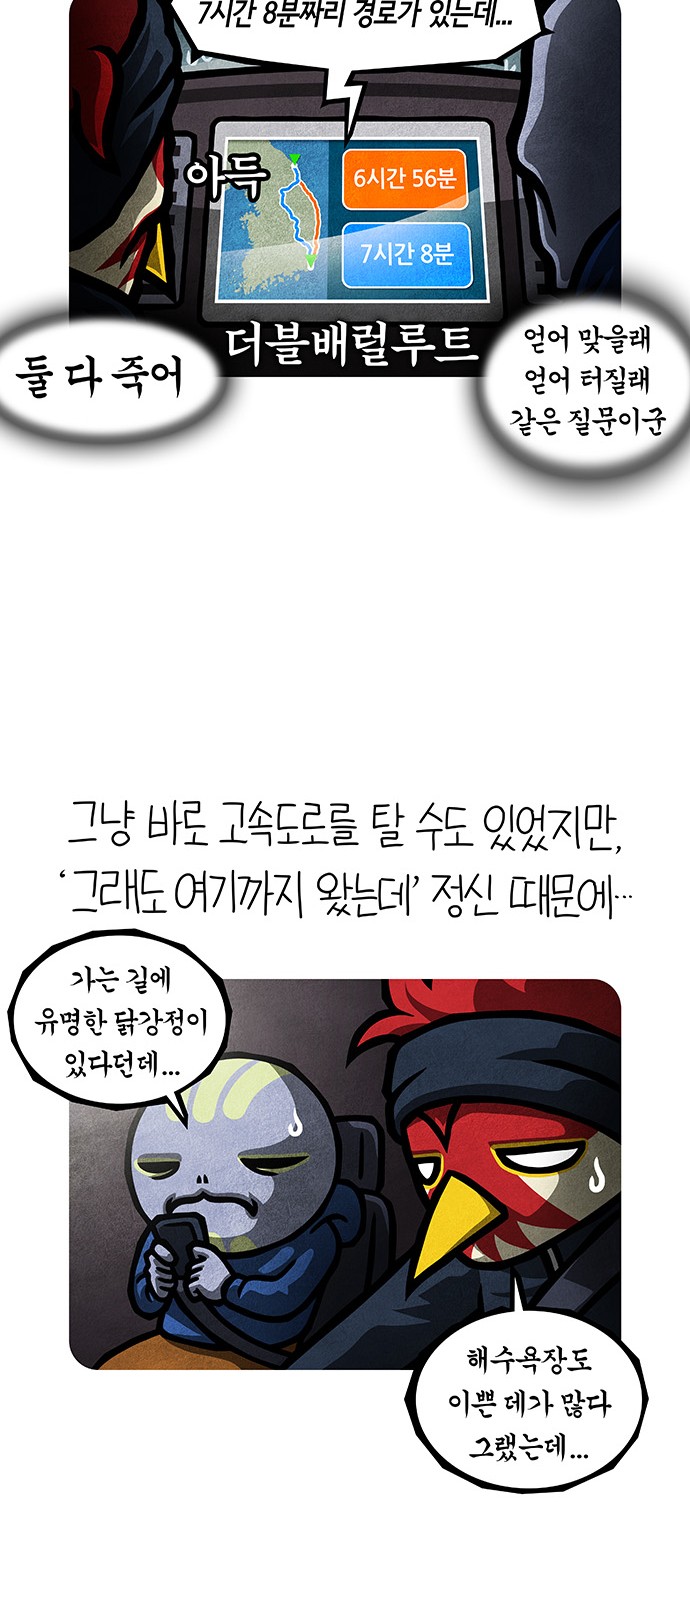 7시간 8분짜리 경로가 있는데...
아득
6시간 56분
7시간 8분
더블배럴루트
둘 다 죽어
얻어 맞을래
얻어 터질래
같은 질문이군
그냥 바로 고속도로를 탈 수도 있었지만,
‘그래도 여기까지 왔는데’ 정신 때문에…
가는 길에
유명한 닭강정이
있다던데...
해수욕장도
이쁜 데가 많다
그랬는데...